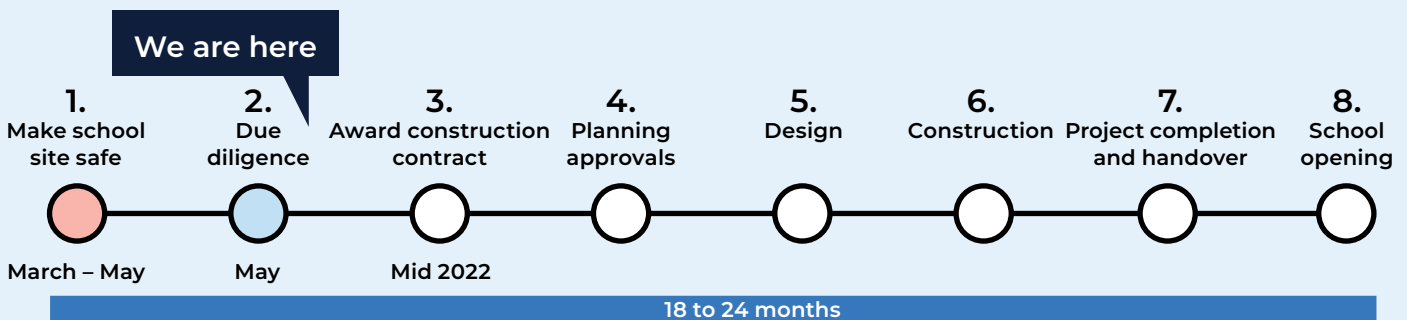 We are here
1.
Make school
site safe
March – May
2.
Due
diligence
May
3.
Award construction
contract
Mid 2022
4.
Planning
approvals
5.
Design
6.
Construction
7.
Project completion
and handover
8.
School
opening
18 to 24 months